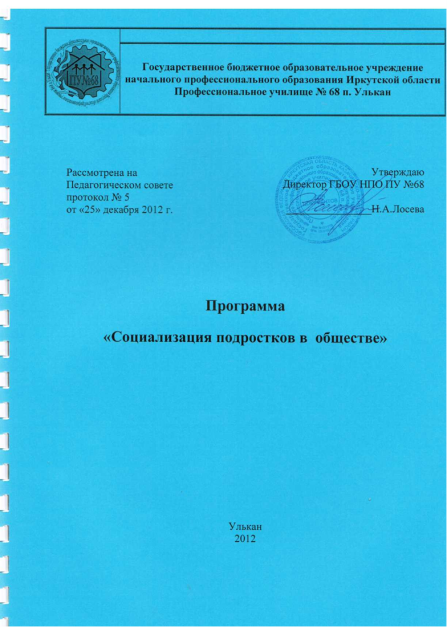 Государственное бюджетное образовательное учреждение
начального профессионального образования Иркутской области
Профессиональное училище № 68 п. Улькан
ПУ№68
Рассмотрена на
Педагогическом совете
протокол № 5
от «25» декабря 2012 г.
Утверждаю
Директор ГБОУ НПО ПУ №68
Н.А.Лосева
Программа
«Социализация подростков в обществе»
Улькан
2012